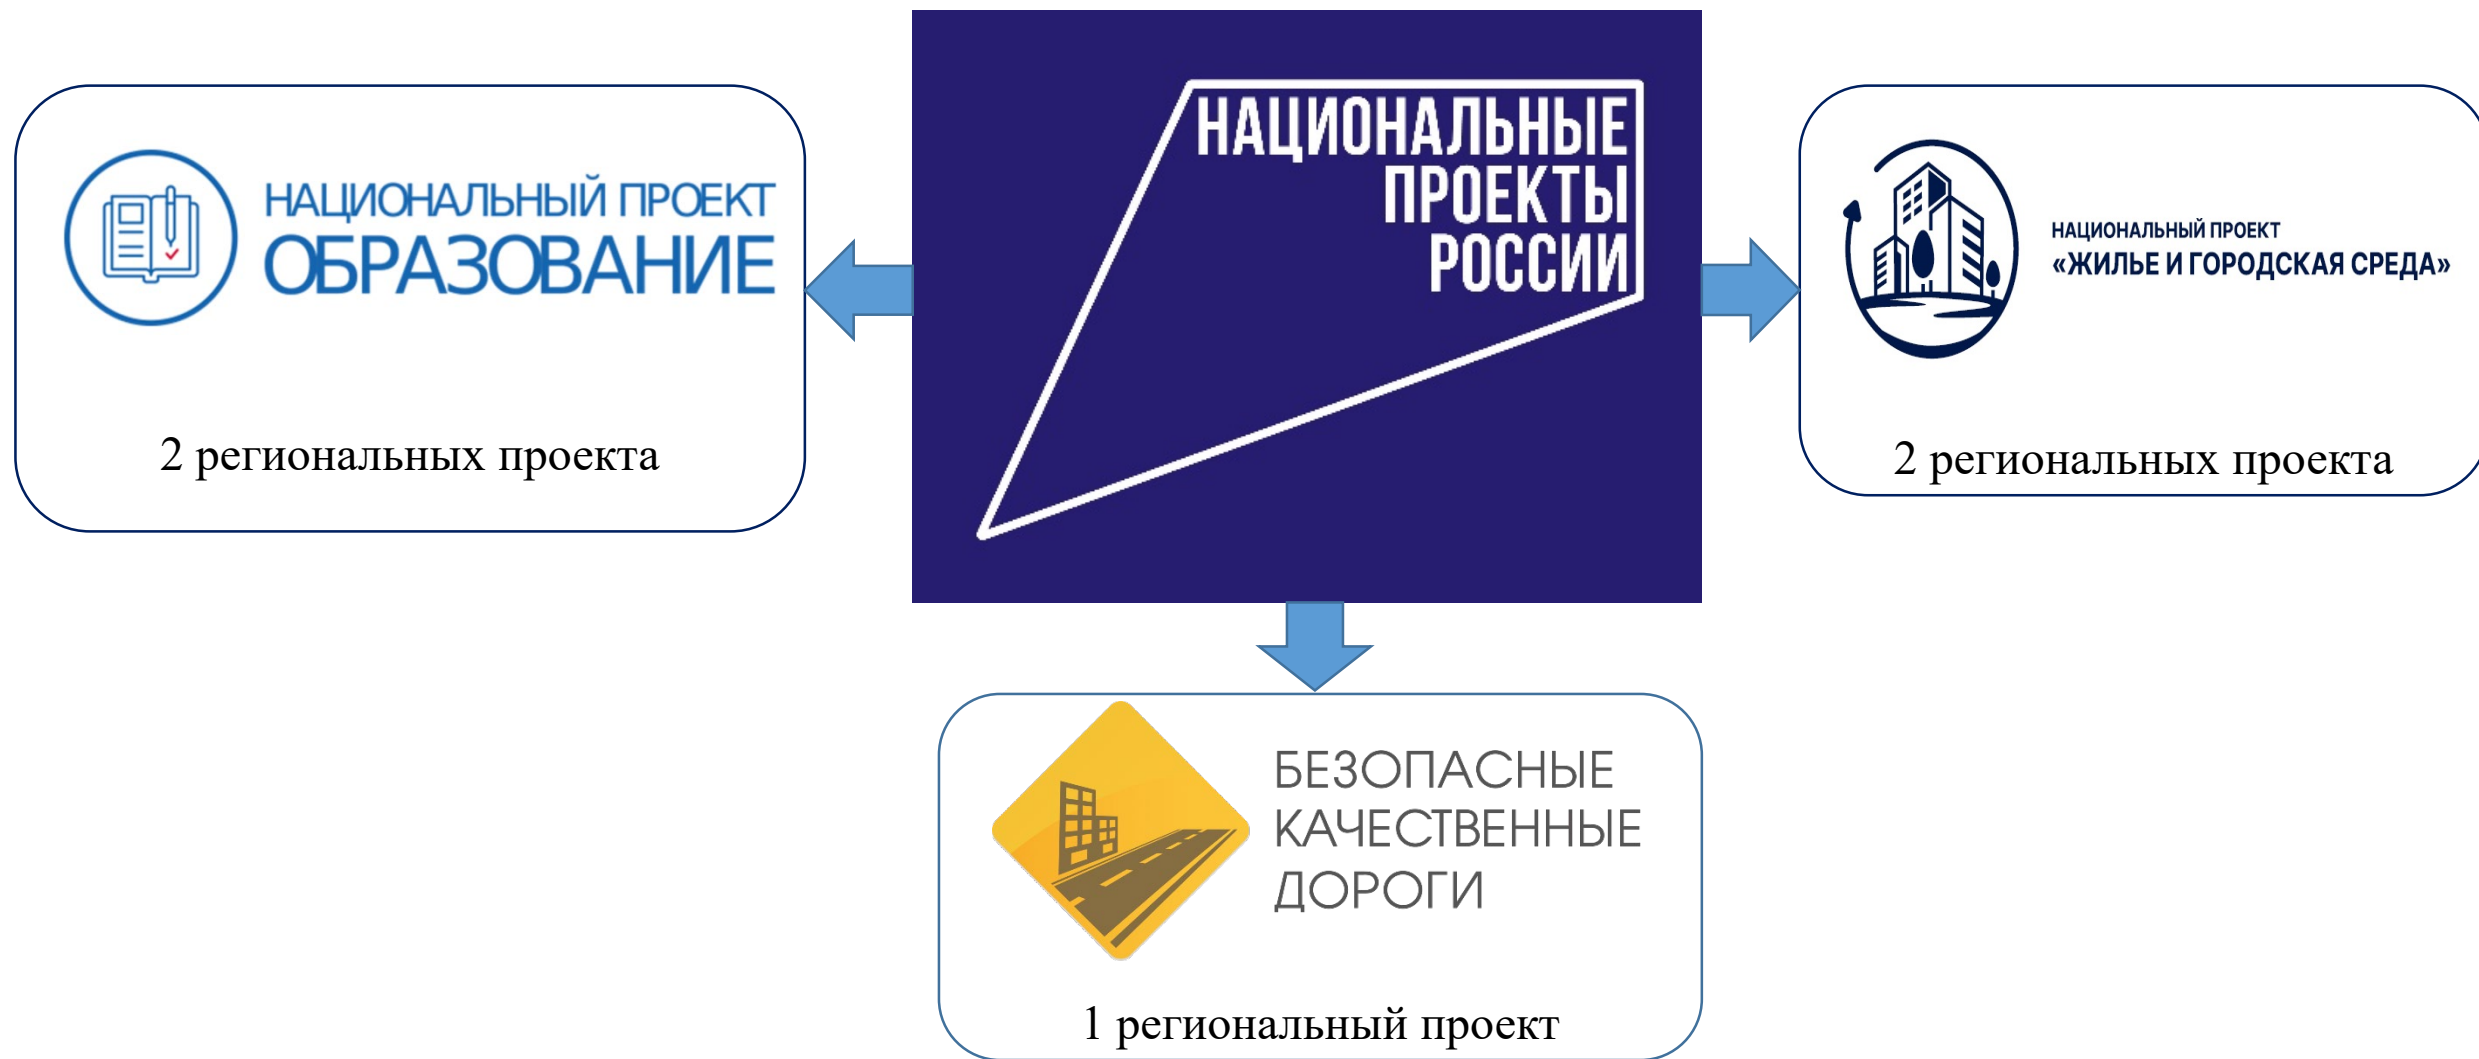 НАЦИОНАЛЬНЫЙ ПРОЕКТ
ОБРАЗОВАНИЕ
2 региональных проекта
НАЦИОНАЛЬНЫЕ
ПРОЕКТЫ
РОССИИ
НАЦИОНАЛЬНЫЙ ПРОЕКТ
«ЖИЛЬЕ И ГОРОДСКАЯ СРЕДА»
2 региональных проекта
БЕЗОПАСНЫЕ
КАЧЕСТВЕННЫЕ
ДОРОГИ
1 региональный проект